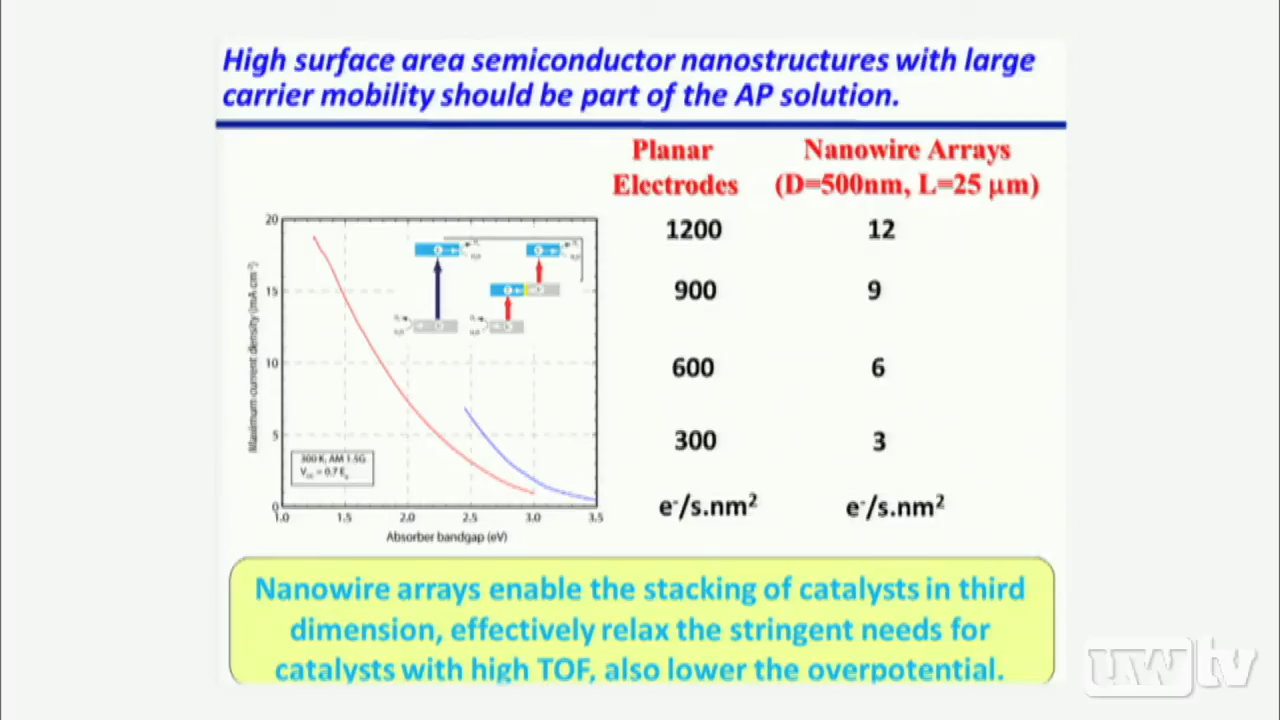 High surface area semiconductor nanostructures with large
carrier mobility should be part of the AP solution.
Planar
Electrodes
Nanowire Arrays
(D=500nm, L=25 μm)
1200 12
900 9
600 6
300 3
e⁻/s.nm² e⁻/s.nm²
Maximum current density (mA cm⁻²)
20
15
10
5
0
300 K, AM 1.5G
V_OC = 0.7 E_g
1.0 1.5 2.0 2.5 3.0 3.5
Absorber bandgap (eV)
Nanowire arrays enable the stacking of catalysts in third
dimension, effectively relax the stringent needs for
catalysts with high TOF, also lower the overpotential.
uw tv